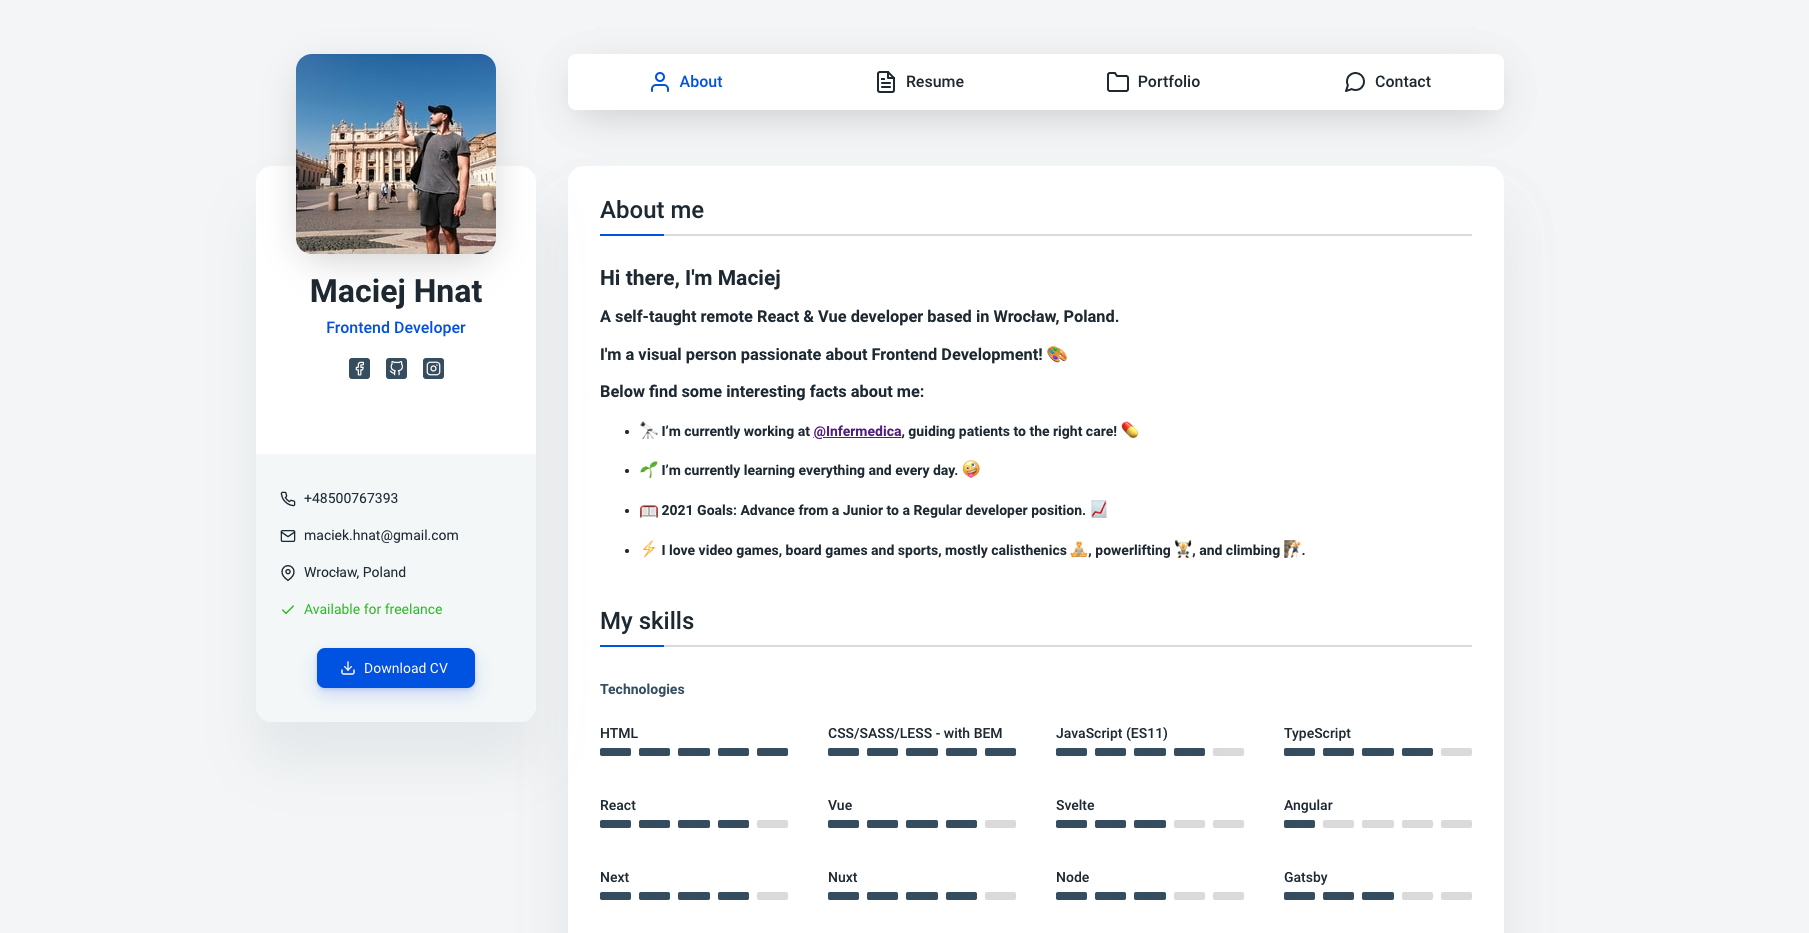 About
Resume
Portfolio
Contact
Maciej Hnat
Frontend Developer
+48500767393
maciek.hnat@gmail.com
Wrocław, Poland
Available for freelance
Download CV
About me
Hi there, I'm Maciej
A self-taught remote React & Vue developer based in Wrocław, Poland.
I'm a visual person passionate about Frontend Development! 🎨
Below find some interesting facts about me:
• 🔭 I’m currently working at @Infermedica, guiding patients to the right care! 💊
• 🌱 I’m currently learning everything and every day. 🤪
• 📖 2021 Goals: Advance from a Junior to a Regular developer position. 📈
• ⚡ I love video games, board games and sports, mostly calisthenics 🧘, powerlifting 🏋, and climbing 🧗.
My skills
Technologies
HTML
CSS/SASS/LESS - with BEM
JavaScript (ES11)
TypeScript
React
Vue
Svelte
Angular
Next
Nuxt
Node
Gatsby